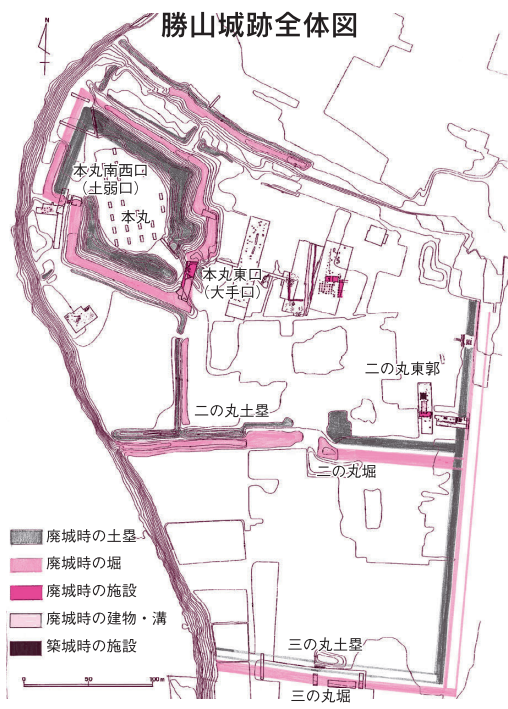 勝山城跡全体図
N
本丸南西口
（土弱口）
本丸
本丸東口
（大手口）
二の丸東郭
二の丸土塁
二の丸堀
廃城時の土塁
廃城時の堀
廃城時の施設
廃城時の建物・溝
築城時の施設
三の丸土塁
三の丸堀
0 50 100m